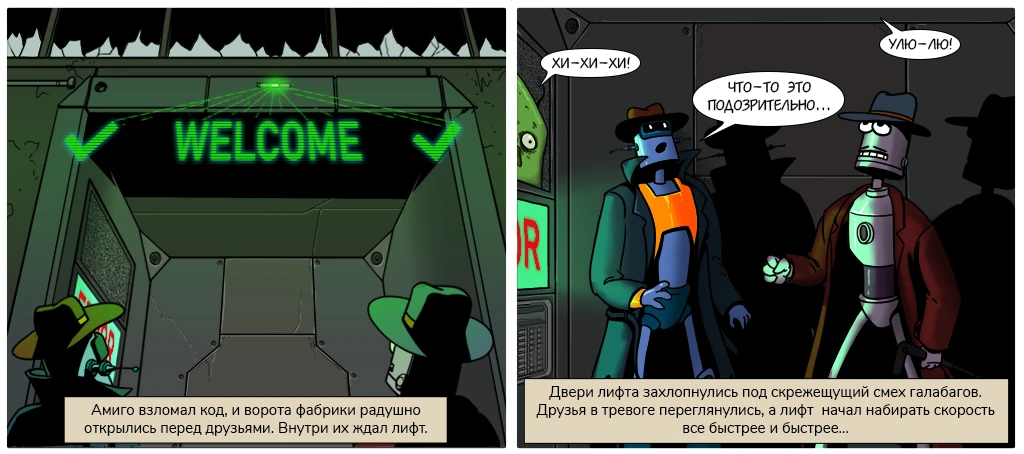 WELCOME
Амиго взломал код, и ворота фабрики радушно
открылись перед друзьями. Внутри их ждал лифт.
ХИ-ХИ-ХИ!
УЛЮ-ЛЮ!
ЧТО-ТО ЭТО
ПОДОЗРИТЕЛЬНО...
OR
Двери лифта захлопнулись под скрежещущий смех галабагов.
Друзья в тревоге переглянулись, а лифт начал набирать скорость
все быстрее и быстрее...